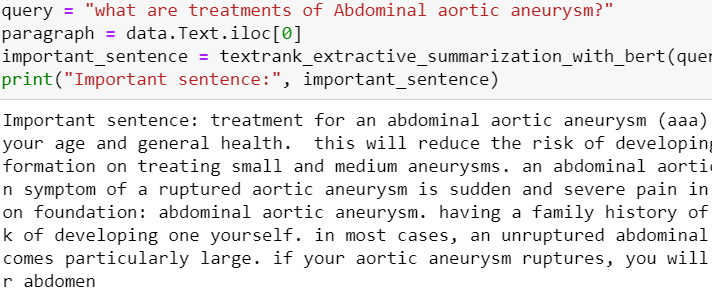 query = "what are treatments of Abdominal aortic aneurysm?"
paragraph = data.Text.iloc[0]
important_sentence = textrank_extractive_summarization_with_bert(quer
print("Important sentence:", important_sentence)
Important sentence: treatment for an abdominal aortic aneurysm (aaa)
your age and general health.  this will reduce the risk of developing
formation on treating small and medium aneurysms. an abdominal aortic
n symptom of a ruptured aortic aneurysm is sudden and severe pain in
on foundation: abdominal aortic aneurysm. having a family history of
k of developing one yourself. in most cases, an unruptured abdominal
comes particularly large. if your aortic aneurysm ruptures, you will
r abdomen